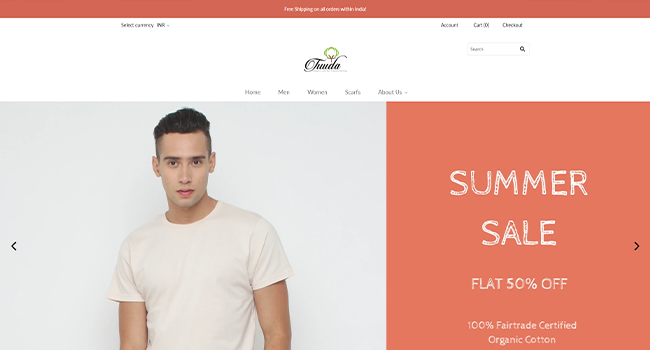 Free Shipping on all orders within India!
Select currency INR
Account Cart (0) Checkout
Tuuda
Search
Home Men Women Scarfs About Us
SUMMER
SALE
FLAT 50% OFF
100% Fairtrade Certified
Organic Cotton